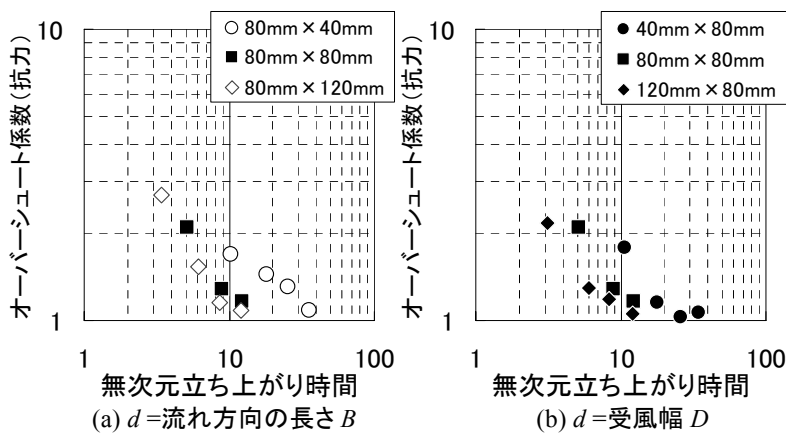 オーバーシュート係数(抗力)
10
1
○ 80mm×40mm
■ 80mm×80mm
◇ 80mm×120mm
1
10
100
無次元立ち上がり時間
(a) d =流れ方向の長さ B
オーバーシュート係数(抗力)
10
1
● 40mm×80mm
■ 80mm×80mm
◆ 120mm×80mm
1
10
100
無次元立ち上がり時間
(b) d=受風幅 D